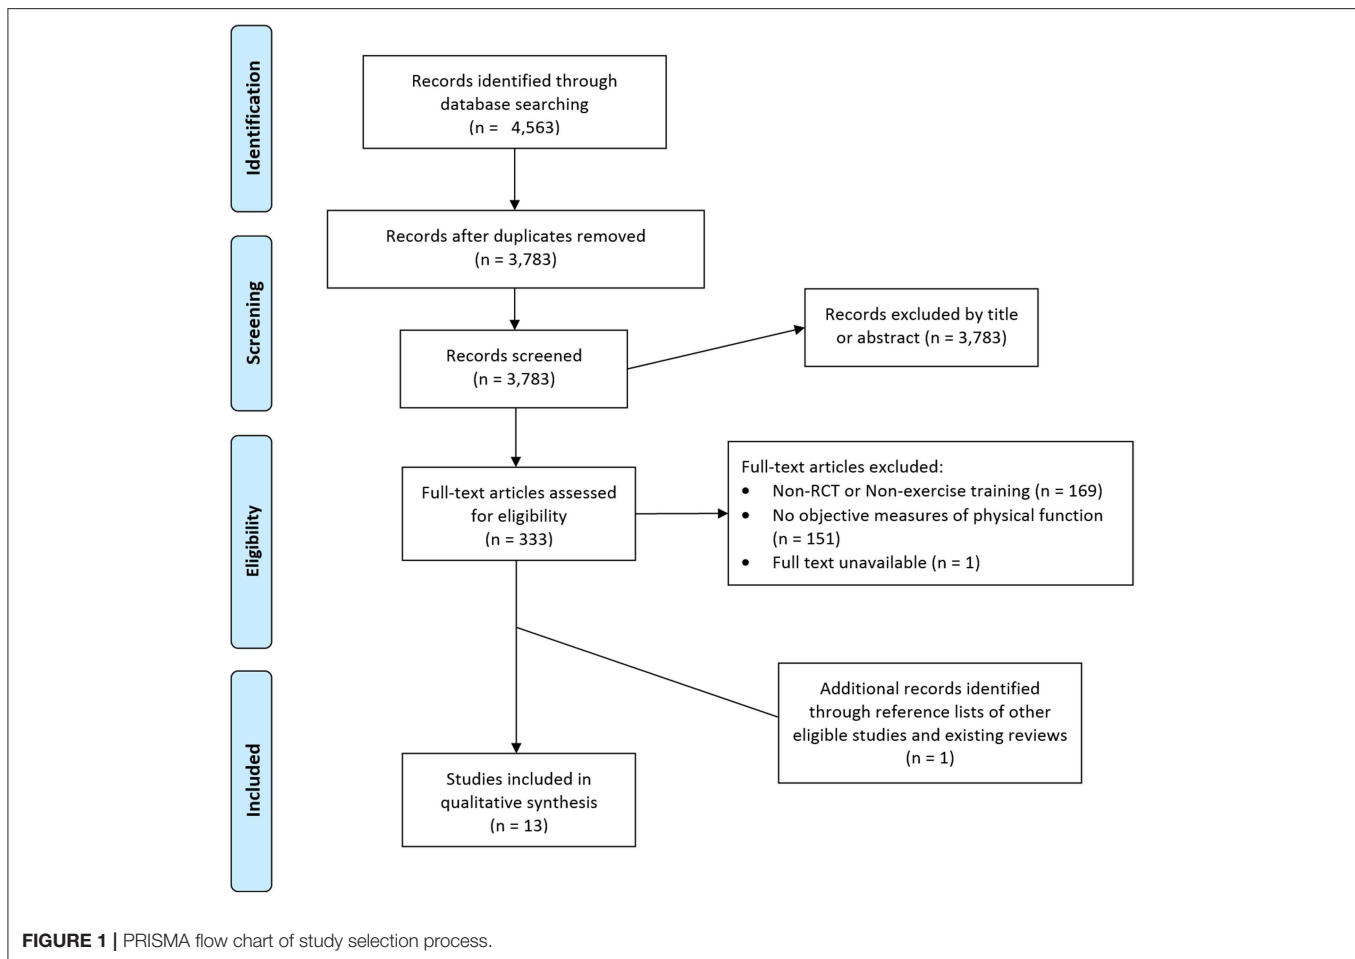 Identification
Records identified through
database searching
(n = 4,563)
Records after duplicates removed
(n = 3,783)
Screening
Records screened
(n = 3,783)
Records excluded by title
or abstract (n = 3,783)
Eligibility
Full-text articles assessed
for eligibility
(n = 333)
Full-text articles excluded:
• Non-RCT or Non-exercise training (n = 169)
• No objective measures of physical function
(n = 151)
• Full text unavailable (n = 1)
Additional records identified
through reference lists of other
eligible studies and existing reviews
(n = 1)
Included
Studies included in
qualitative synthesis
(n = 13)
FIGURE 1 | PRISMA flow chart of study selection process.